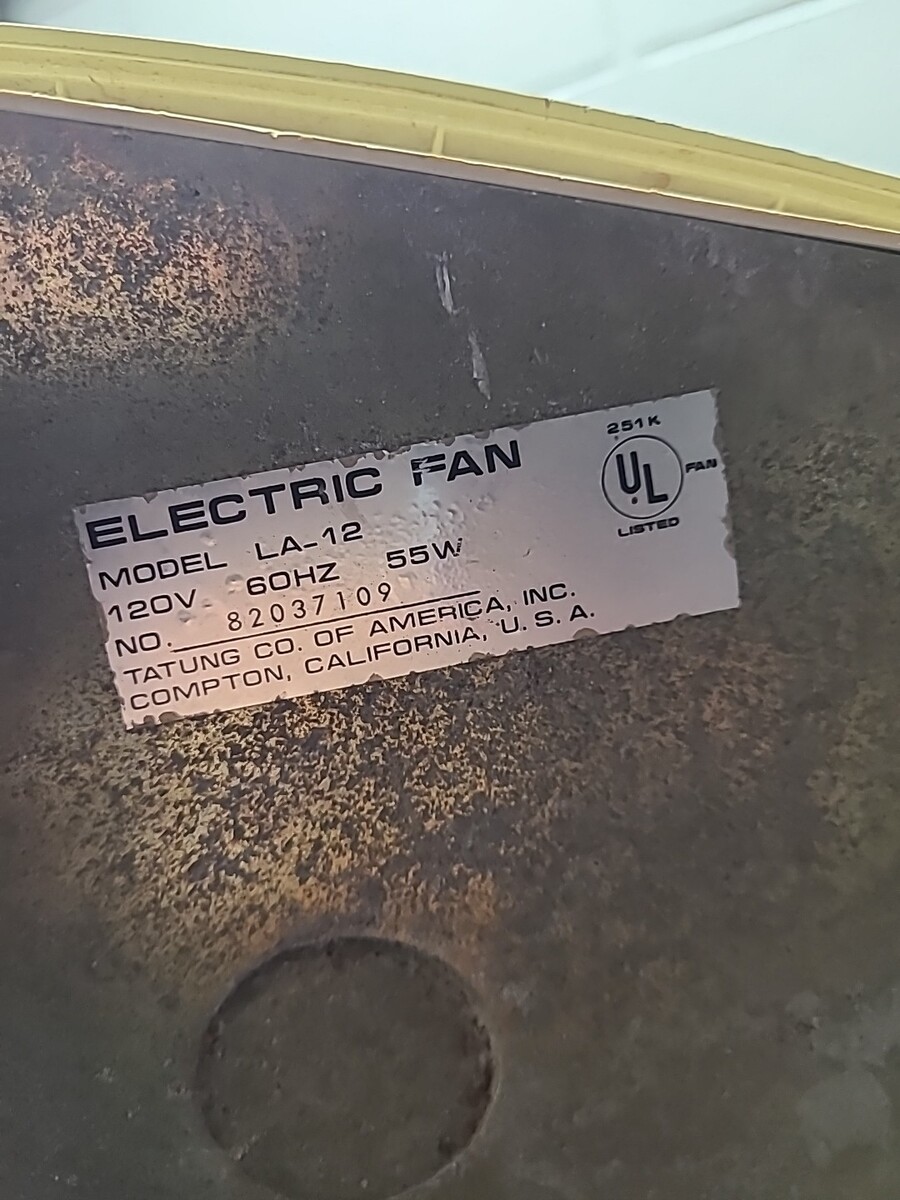 ELECTRIC FAN
MODEL LA-12
120V 60HZ 55W
NO. 82037109
TATUNG CO. OF AMERICA, INC.
COMPTON, CALIFORNIA, U. S. A.
251K
UL
FAN
LISTED